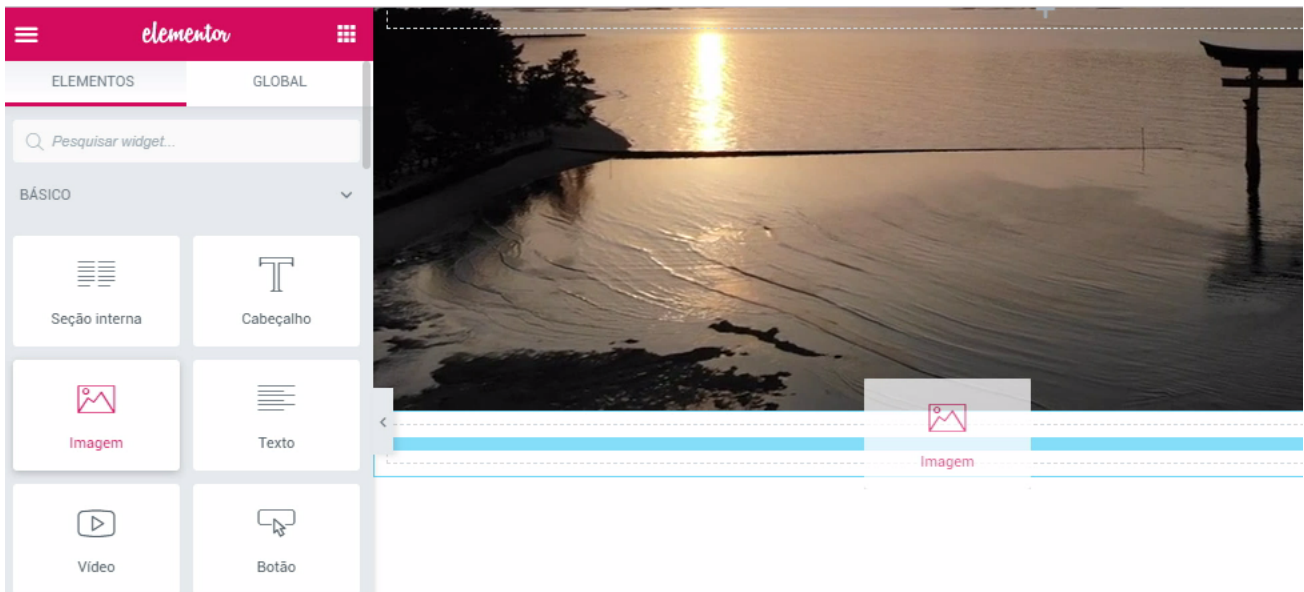 elementor
ELEMENTOS
GLOBAL
Pesquisar widget...
BÁSICO
Seção interna
Cabeçalho
Imagem
Texto
Imagem
Vídeo
Botão